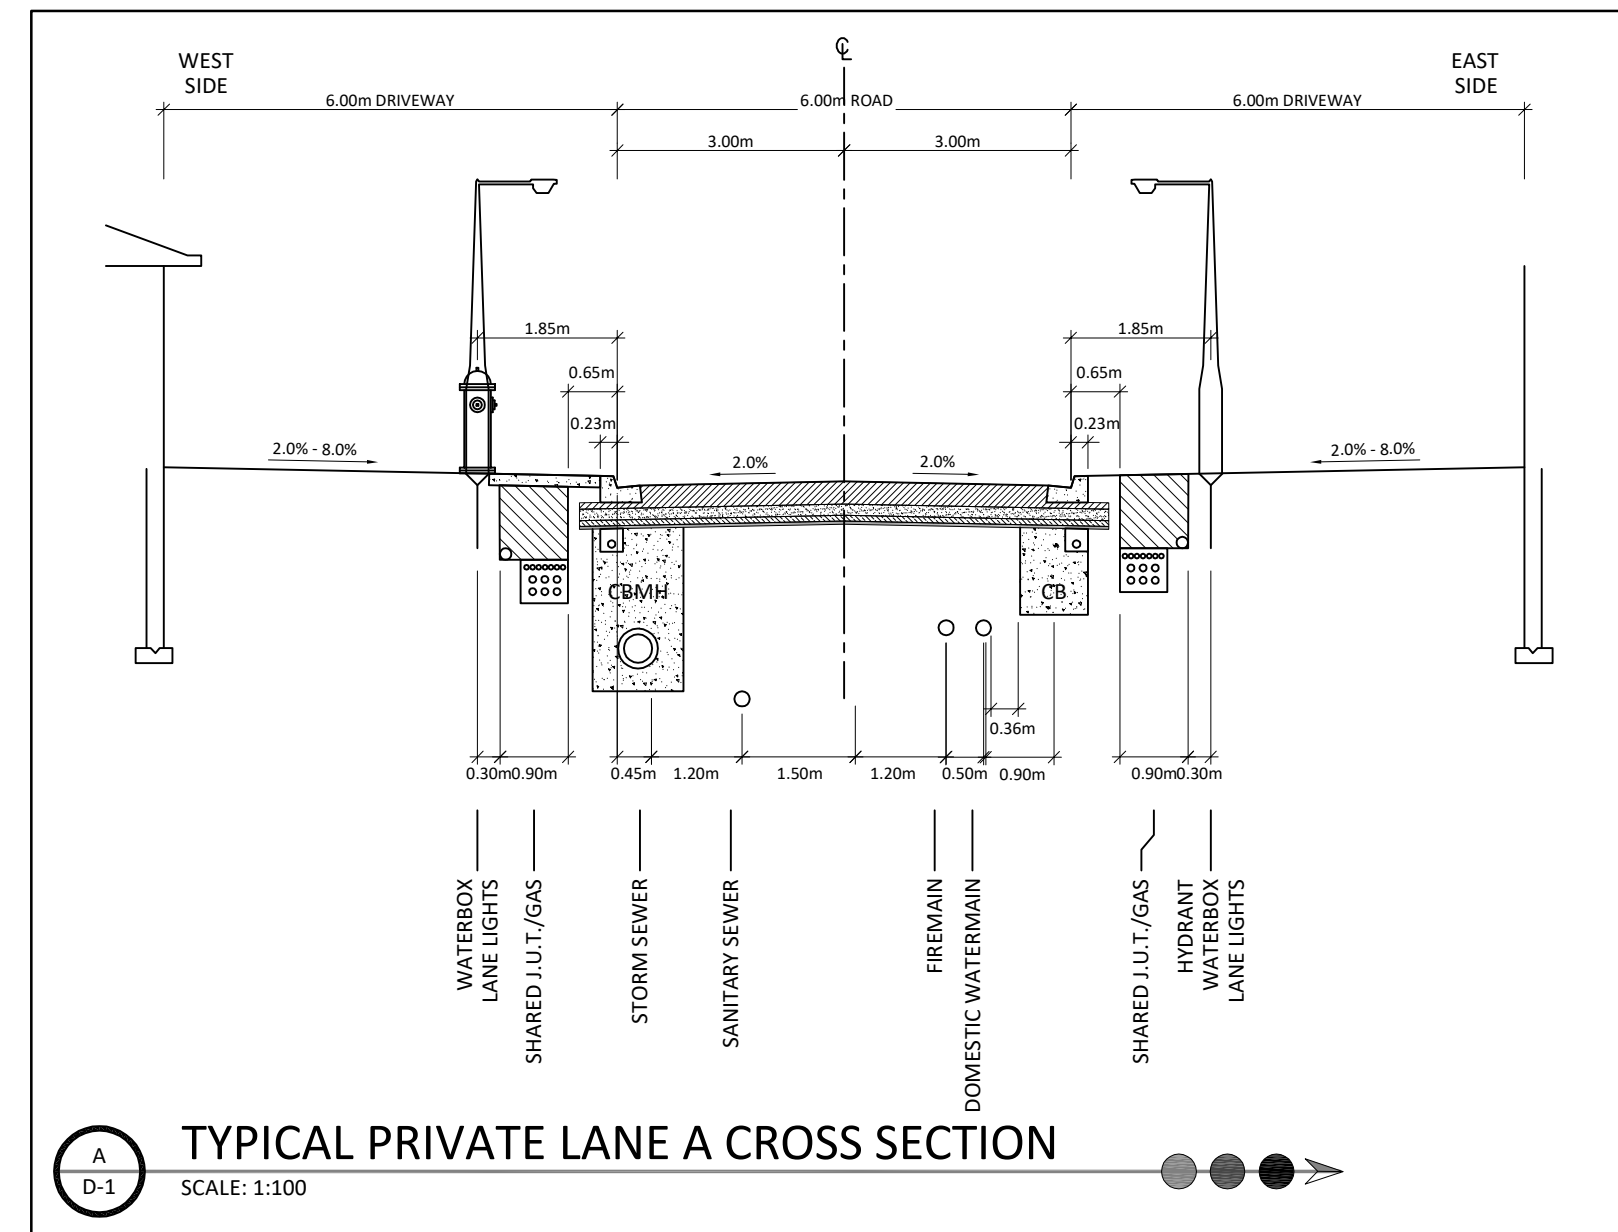 ℄
WEST
SIDE
EAST
SIDE
6.00m DRIVEWAY
6.00m ROAD
6.00m DRIVEWAY
3.00m
3.00m
1.85m
1.85m
0.65m
0.65m
0.23m
0.23m
2.0% - 8.0%
2.0%
2.0%
2.0% - 8.0%
CBMH
CB
0.36m
0.30m
0.90m
0.45m
1.20m
1.50m
1.20m
0.50m
0.90m
0.90m
0.30m
WATERBOX
LANE LIGHTS
SHARED J.U.T./GAS
STORM SEWER
SANITARY SEWER
FIREMAIN
DOMESTIC WATERMAIN
SHARED J.U.T./GAS
HYDRANT
WATERBOX
LANE LIGHTS
A
D-1
TYPICAL PRIVATE LANE A CROSS SECTION
SCALE: 1:100